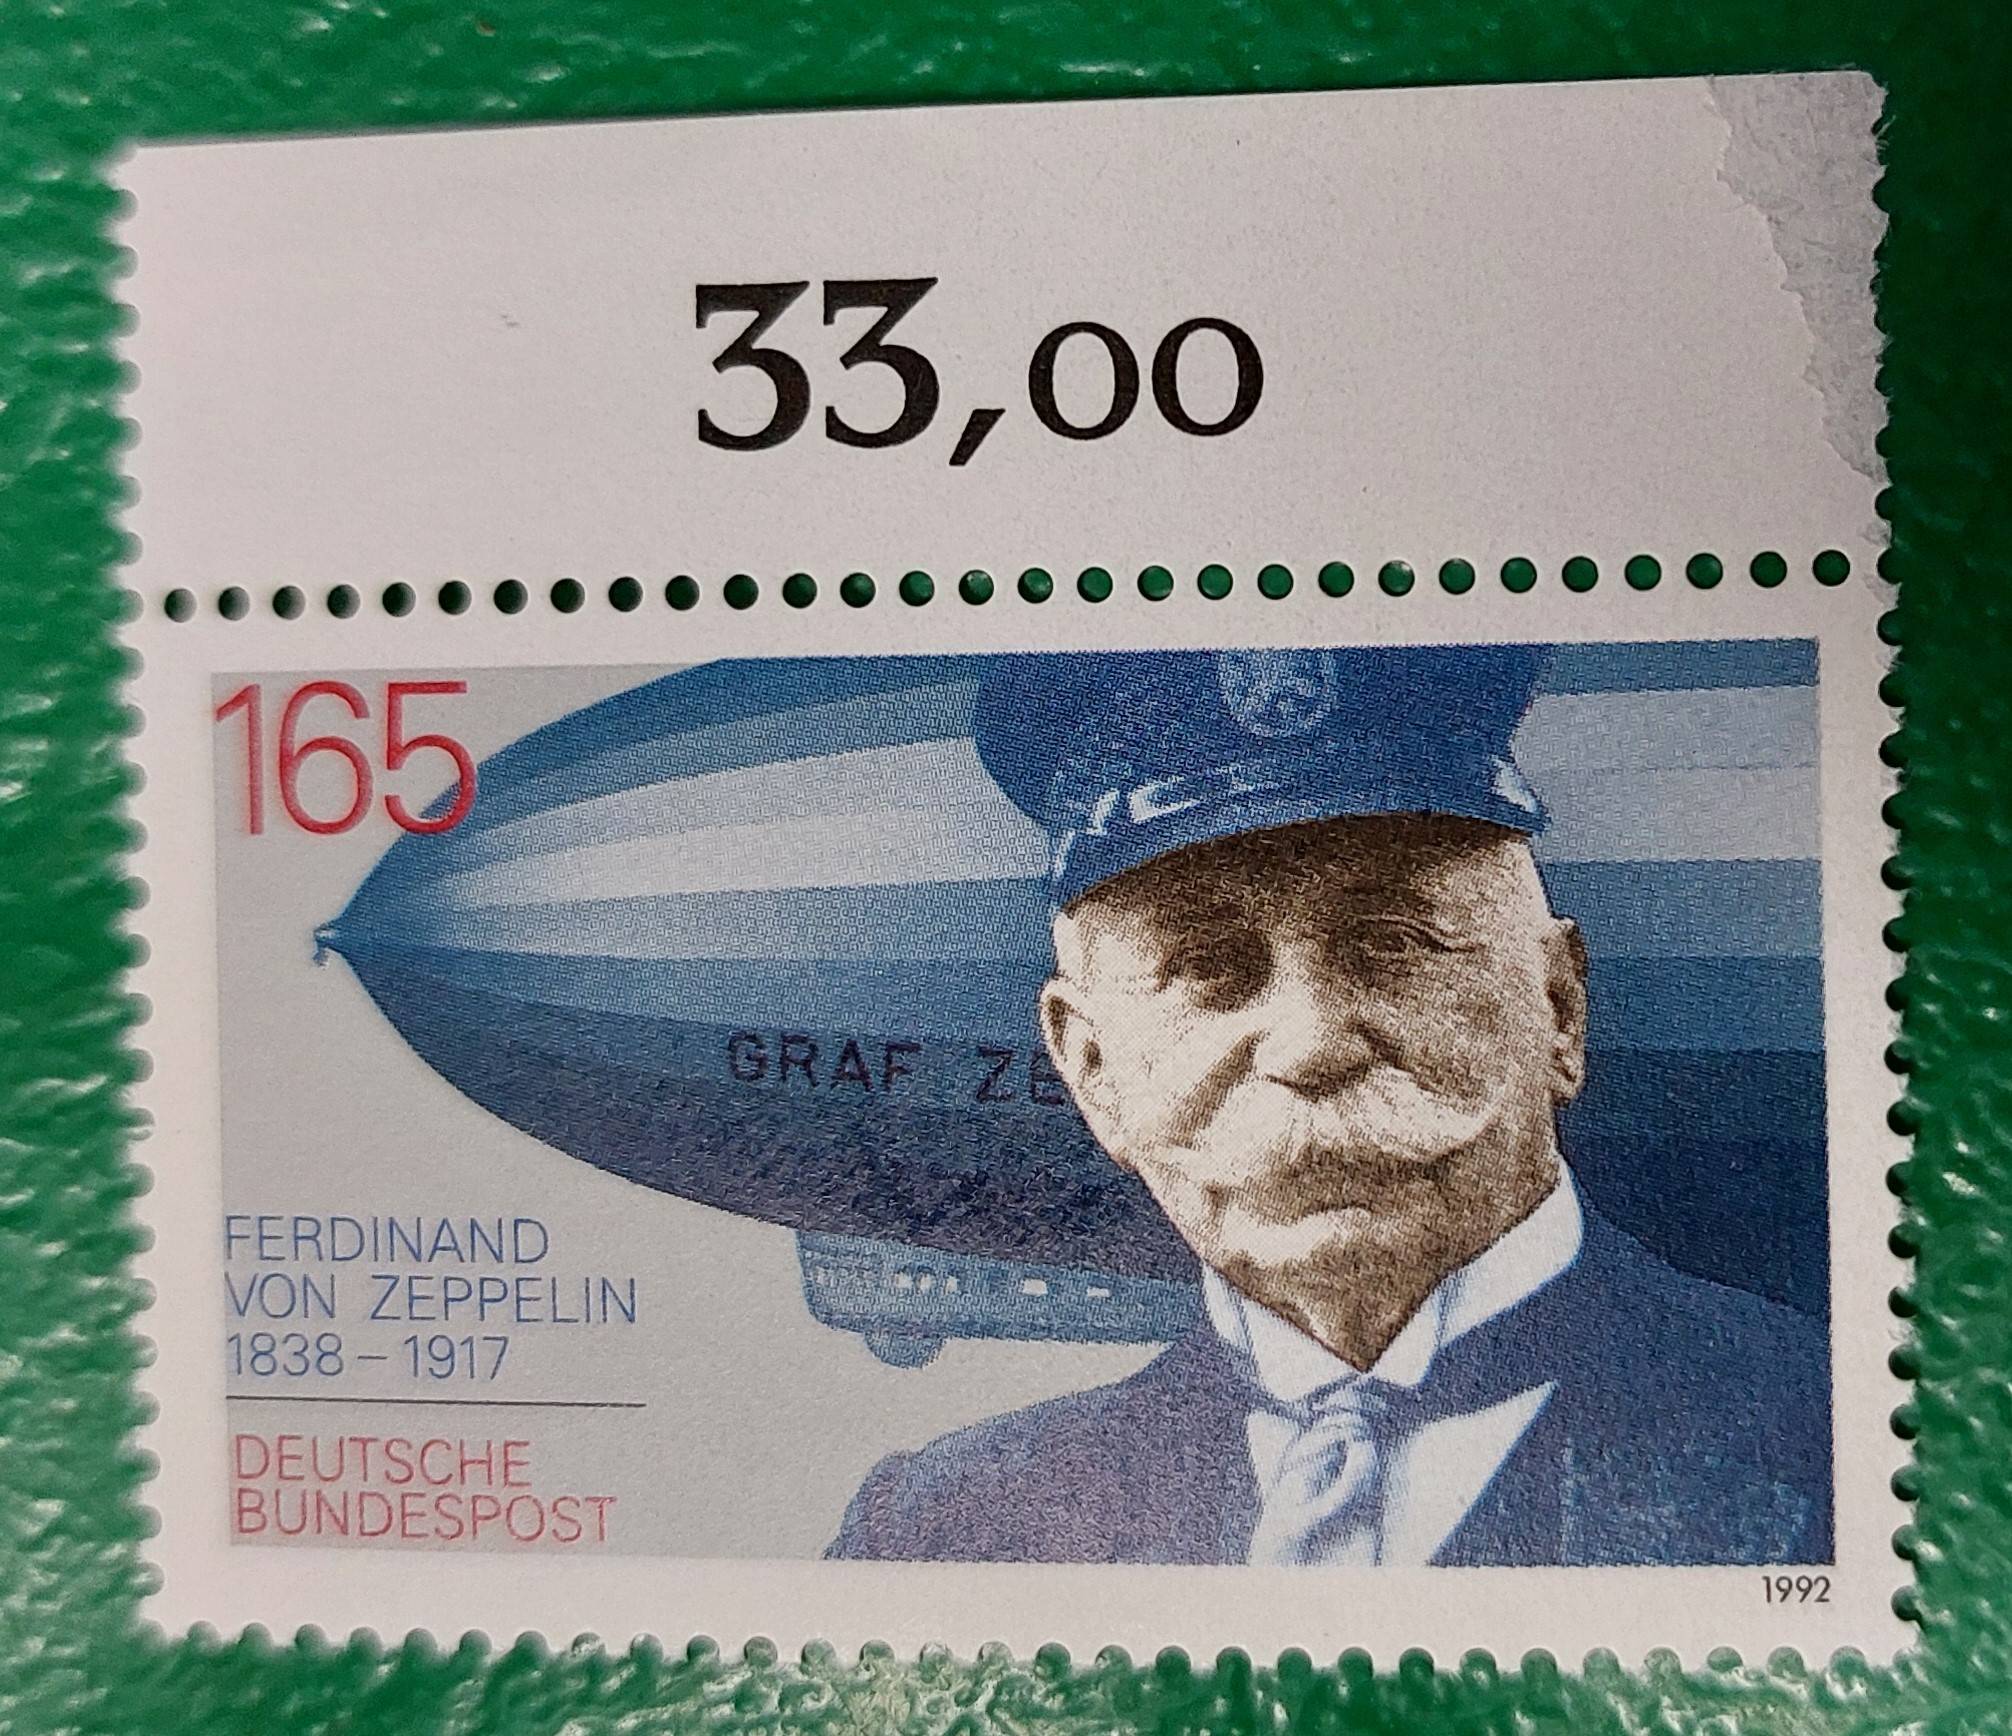 33,00
165
GRAF ZE
FERDINAND
VON ZEPPELIN
1838 – 1917
DEUTSCHE
BUNDESPOST
1992